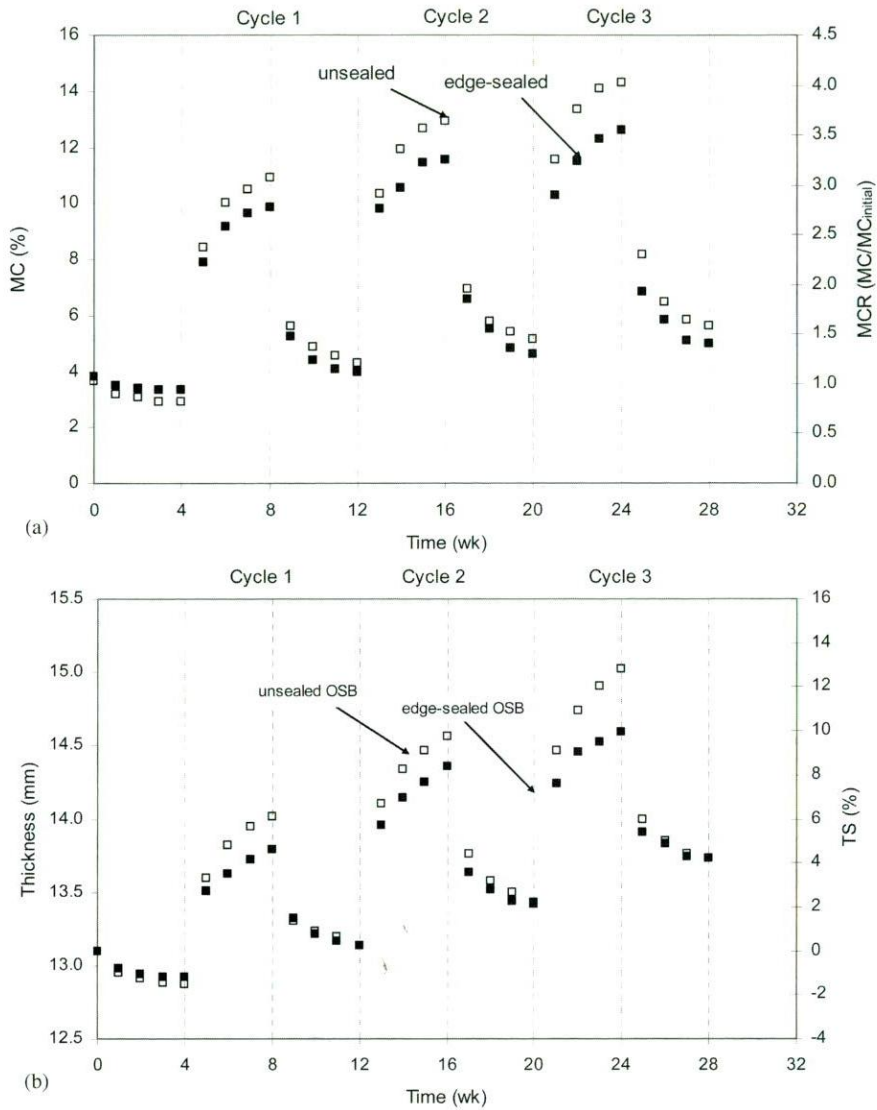 Cycle 1 Cycle 2 Cycle 3
16 4.5
14 4.0
12 3.5
10 3.0
8 2.5
6 2.0
4 1.5
2 1.0
0 0.5
0.0
unsealed
edge-sealed
MC (%)
MCR (MC/MCinitial)
0 4 8 12 16 20 24 28 32
(a)
Time (wk)
Cycle 1 Cycle 2 Cycle 3
15.5 16
15.0 14
14.5 12
14.0 10
13.5 8
13.0 6
12.5 4
2
0
-2
-4
unsealed OSB
edge-sealed OSB
Thickness (mm)
TS (%)
0 4 8 12 16 20 24 28 32
(b)
Time (wk)